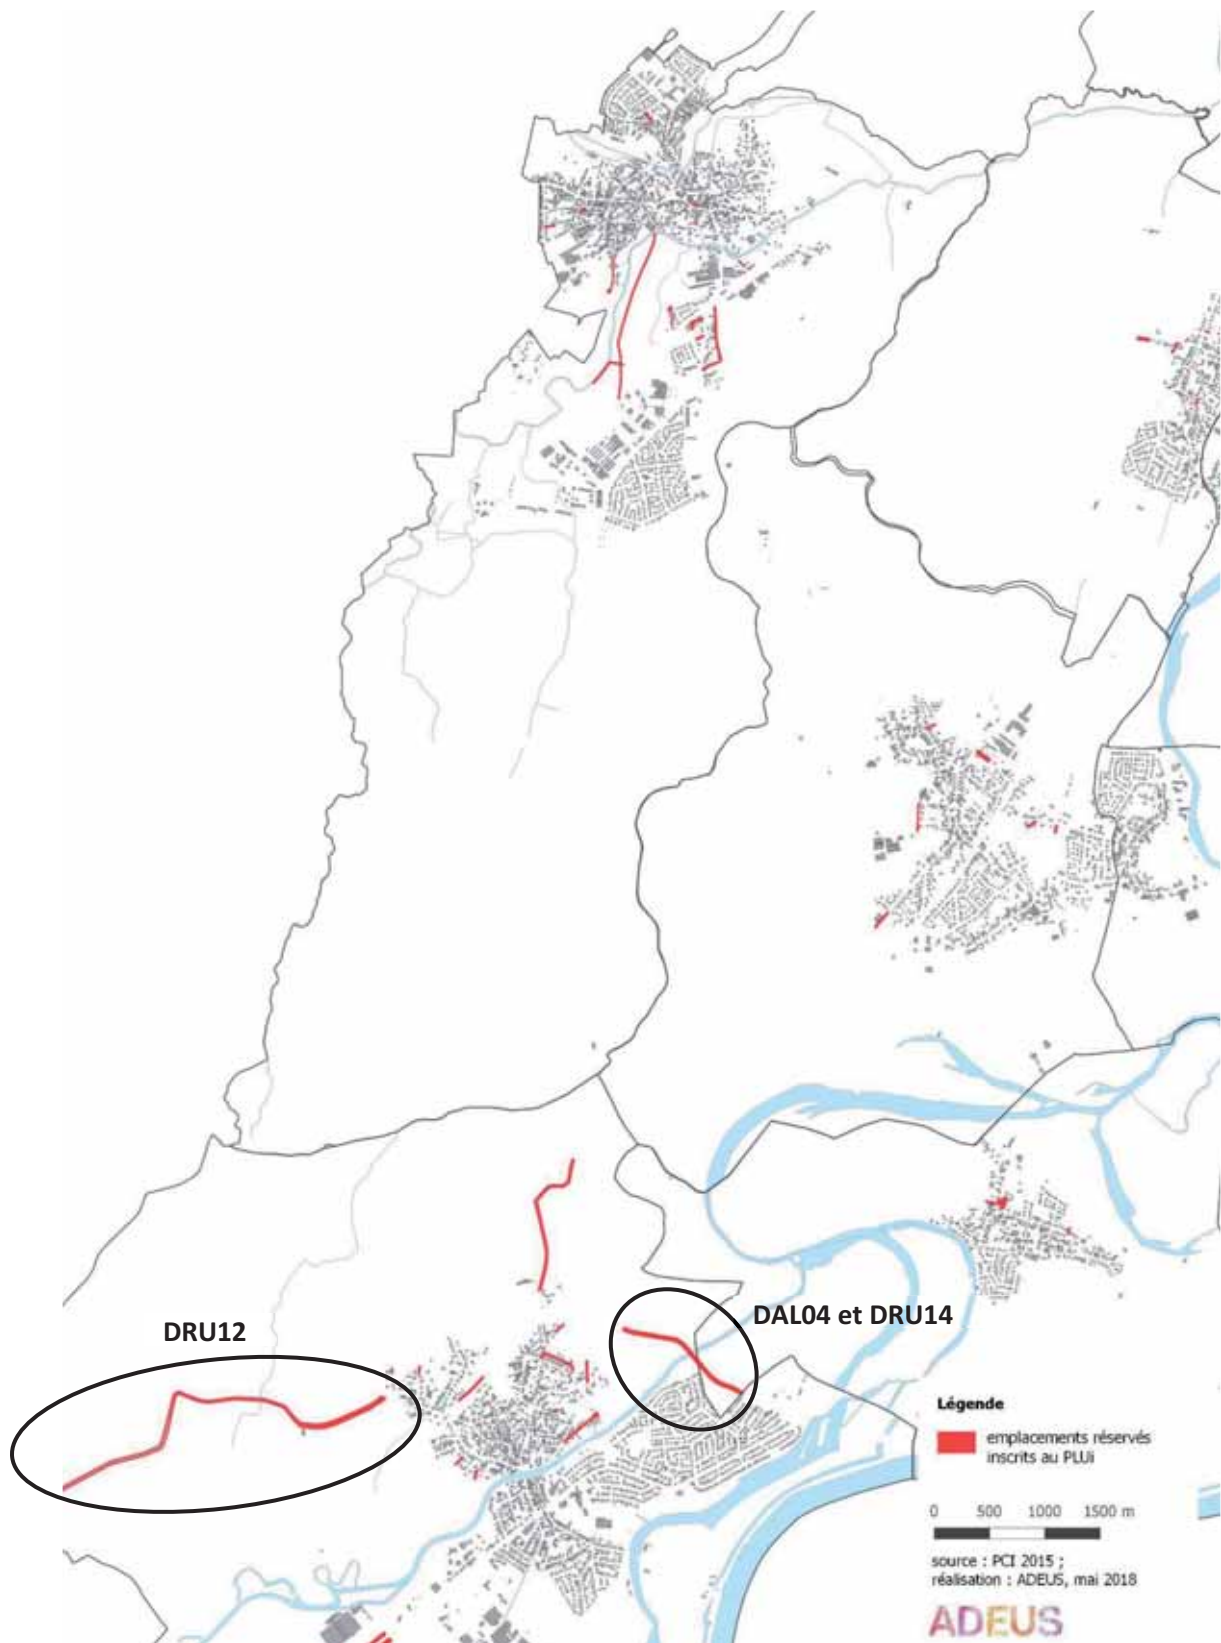 DRU12
DAL04 et DRU14
Légende
emplacements réservés
inscrits au PLUi
0 500 1000 1500 m
source : PCI 2015 ;
réalisation : ADEUS, mai 2018
ADEUS